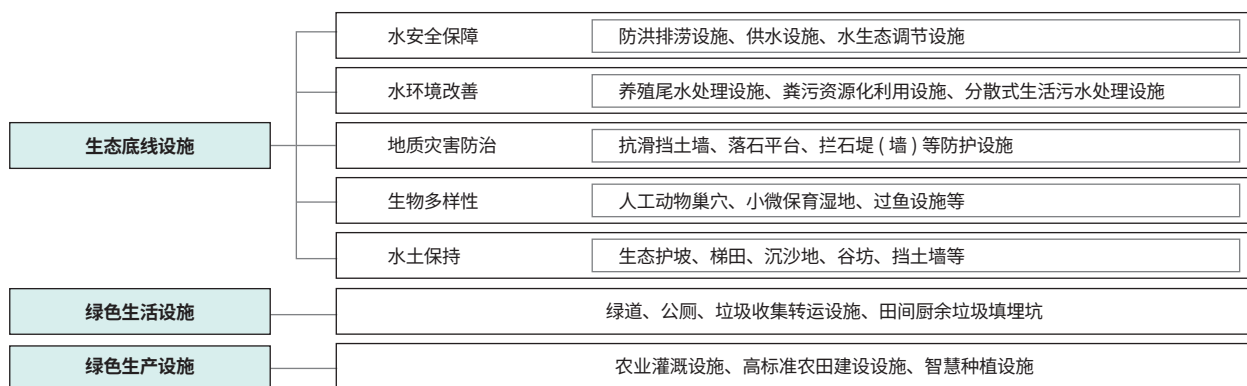 水安全保障 防洪排涝设施、供水设施、水生态调节设施
水环境改善 养殖尾水处理设施、粪污资源化利用设施、分散式生活污水处理设施
生态底线设施 地质灾害防治 抗滑挡土墙、落石平台、拦石堤 ( 墙 ) 等防护设施
生物多样性 人工动物巢穴、小微保育湿地、过鱼设施等
水土保持 生态护坡、梯田、沉沙地、谷坊、挡土墙等
绿色生活设施 绿道、公厕、垃圾收集转运设施、田间厨余垃圾填埋坑
绿色生产设施 农业灌溉设施、高标准农田建设设施、智慧种植设施